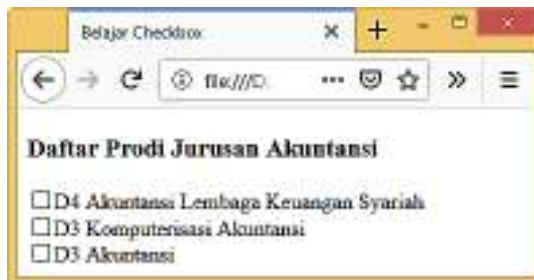 Belajar Checkbox
file:///D:
Daftar Prodi Jurusan Akuntansi
D4 Akuntansi Lembaga Keuangan Syariah
D3 Komputerisasi Akuntansi
D3 Akuntansi